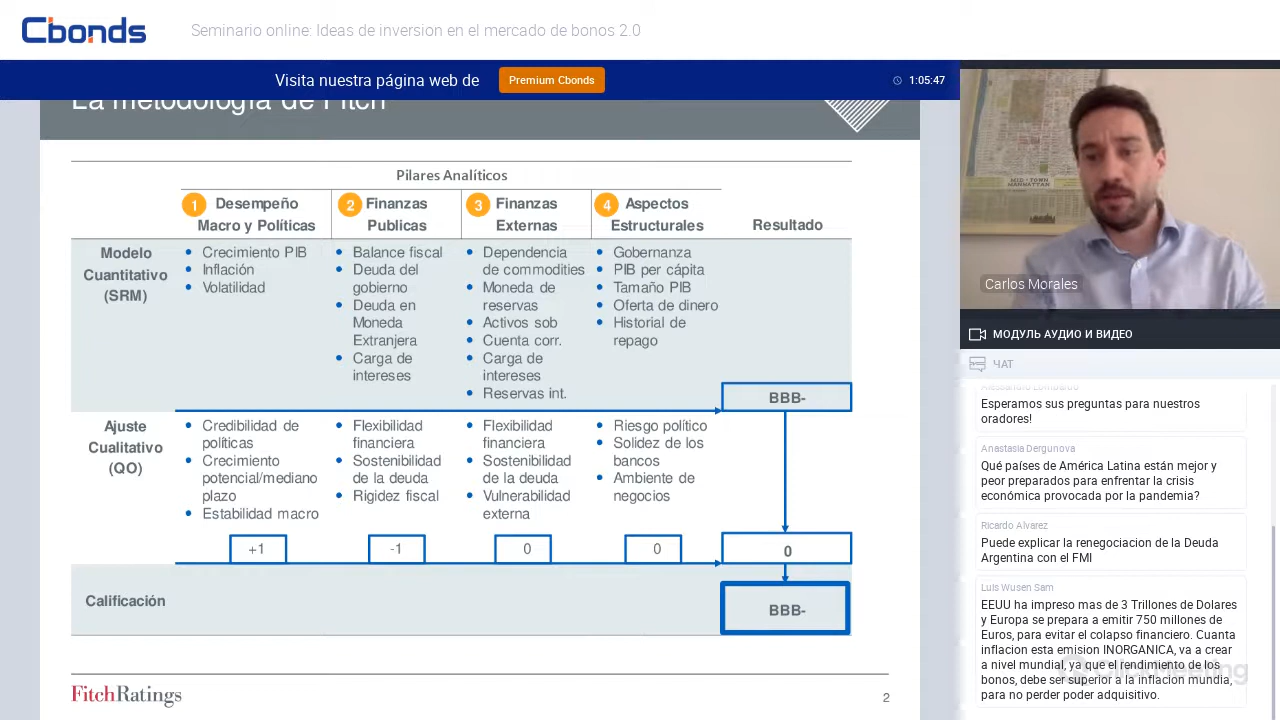 Cbonds
Seminario online: Ideas de inversion en el mercado de bonos 2.0
Visita nuestra página web de
Premium Cbonds
1:05:47
La metodología de Fitch
Pilares Analíticos
1 Desempeño
Macro y Políticas
2 Finanzas
Publicas
3 Finanzas
Externas
4 Aspectos
Estructurales
Resultado
Modelo
Cuantitativo
(SRM)
• Crecimiento PIB
• Inflación
• Volatilidad
• Balance fiscal
• Deuda del
gobierno
• Deuda en
Moneda
Extranjera
• Carga de
intereses
• Dependencia
de commodities
• Moneda de
reservas
• Activos sob
• Cuenta corr.
• Carga de
intereses
• Reservas int.
• Gobernanza
• PIB per cápita
• Tamaño PIB
• Oferta de dinero
• Historial de
repago
BBB-
Ajuste
Cualitativo
(QO)
• Credibilidad de
políticas
• Crecimiento
potencial/mediano
plazo
• Estabilidad macro
• Flexibilidad
financiera
• Sostenibilidad
de la deuda
• Rigidez fiscal
• Flexibilidad
financiera
• Sostenibilidad
de la deuda
• Vulnerabilidad
externa
• Riesgo político
• Solidez de los
bancos
• Ambiente de
negocios
+1
-1
0
0
0
Calificación
BBB-
FitchRatings
2
MID-TOWN
MANHATTAN
Carlos Morales
МОДУЛЬ АУДИО И ВИДЕО
ЧАТ
Esperamos sus preguntas para nuestros
oradores!
Anastasia Dergunova
Qué países de América Latina están mejor y
peor preparados para enfrentar la crisis
económica provocada por la pandemia?
Ricardo Alvarez
Puede explicar la renegociacion de la Deuda
Argentina con el FMI
Luis Wusen Sam
EEUU ha impreso mas de 3 Trillones de Dolares
y Europa se prepara a emitir 750 millones de
Euros, para evitar el colapso financiero. Cuanta
inflacion esta emision INORGANICA, va a crear
a nivel mundial, ya que el rendimiento de los
bonos, debe ser superior a la inflacion mundia,
para no perder poder adquisitivo.